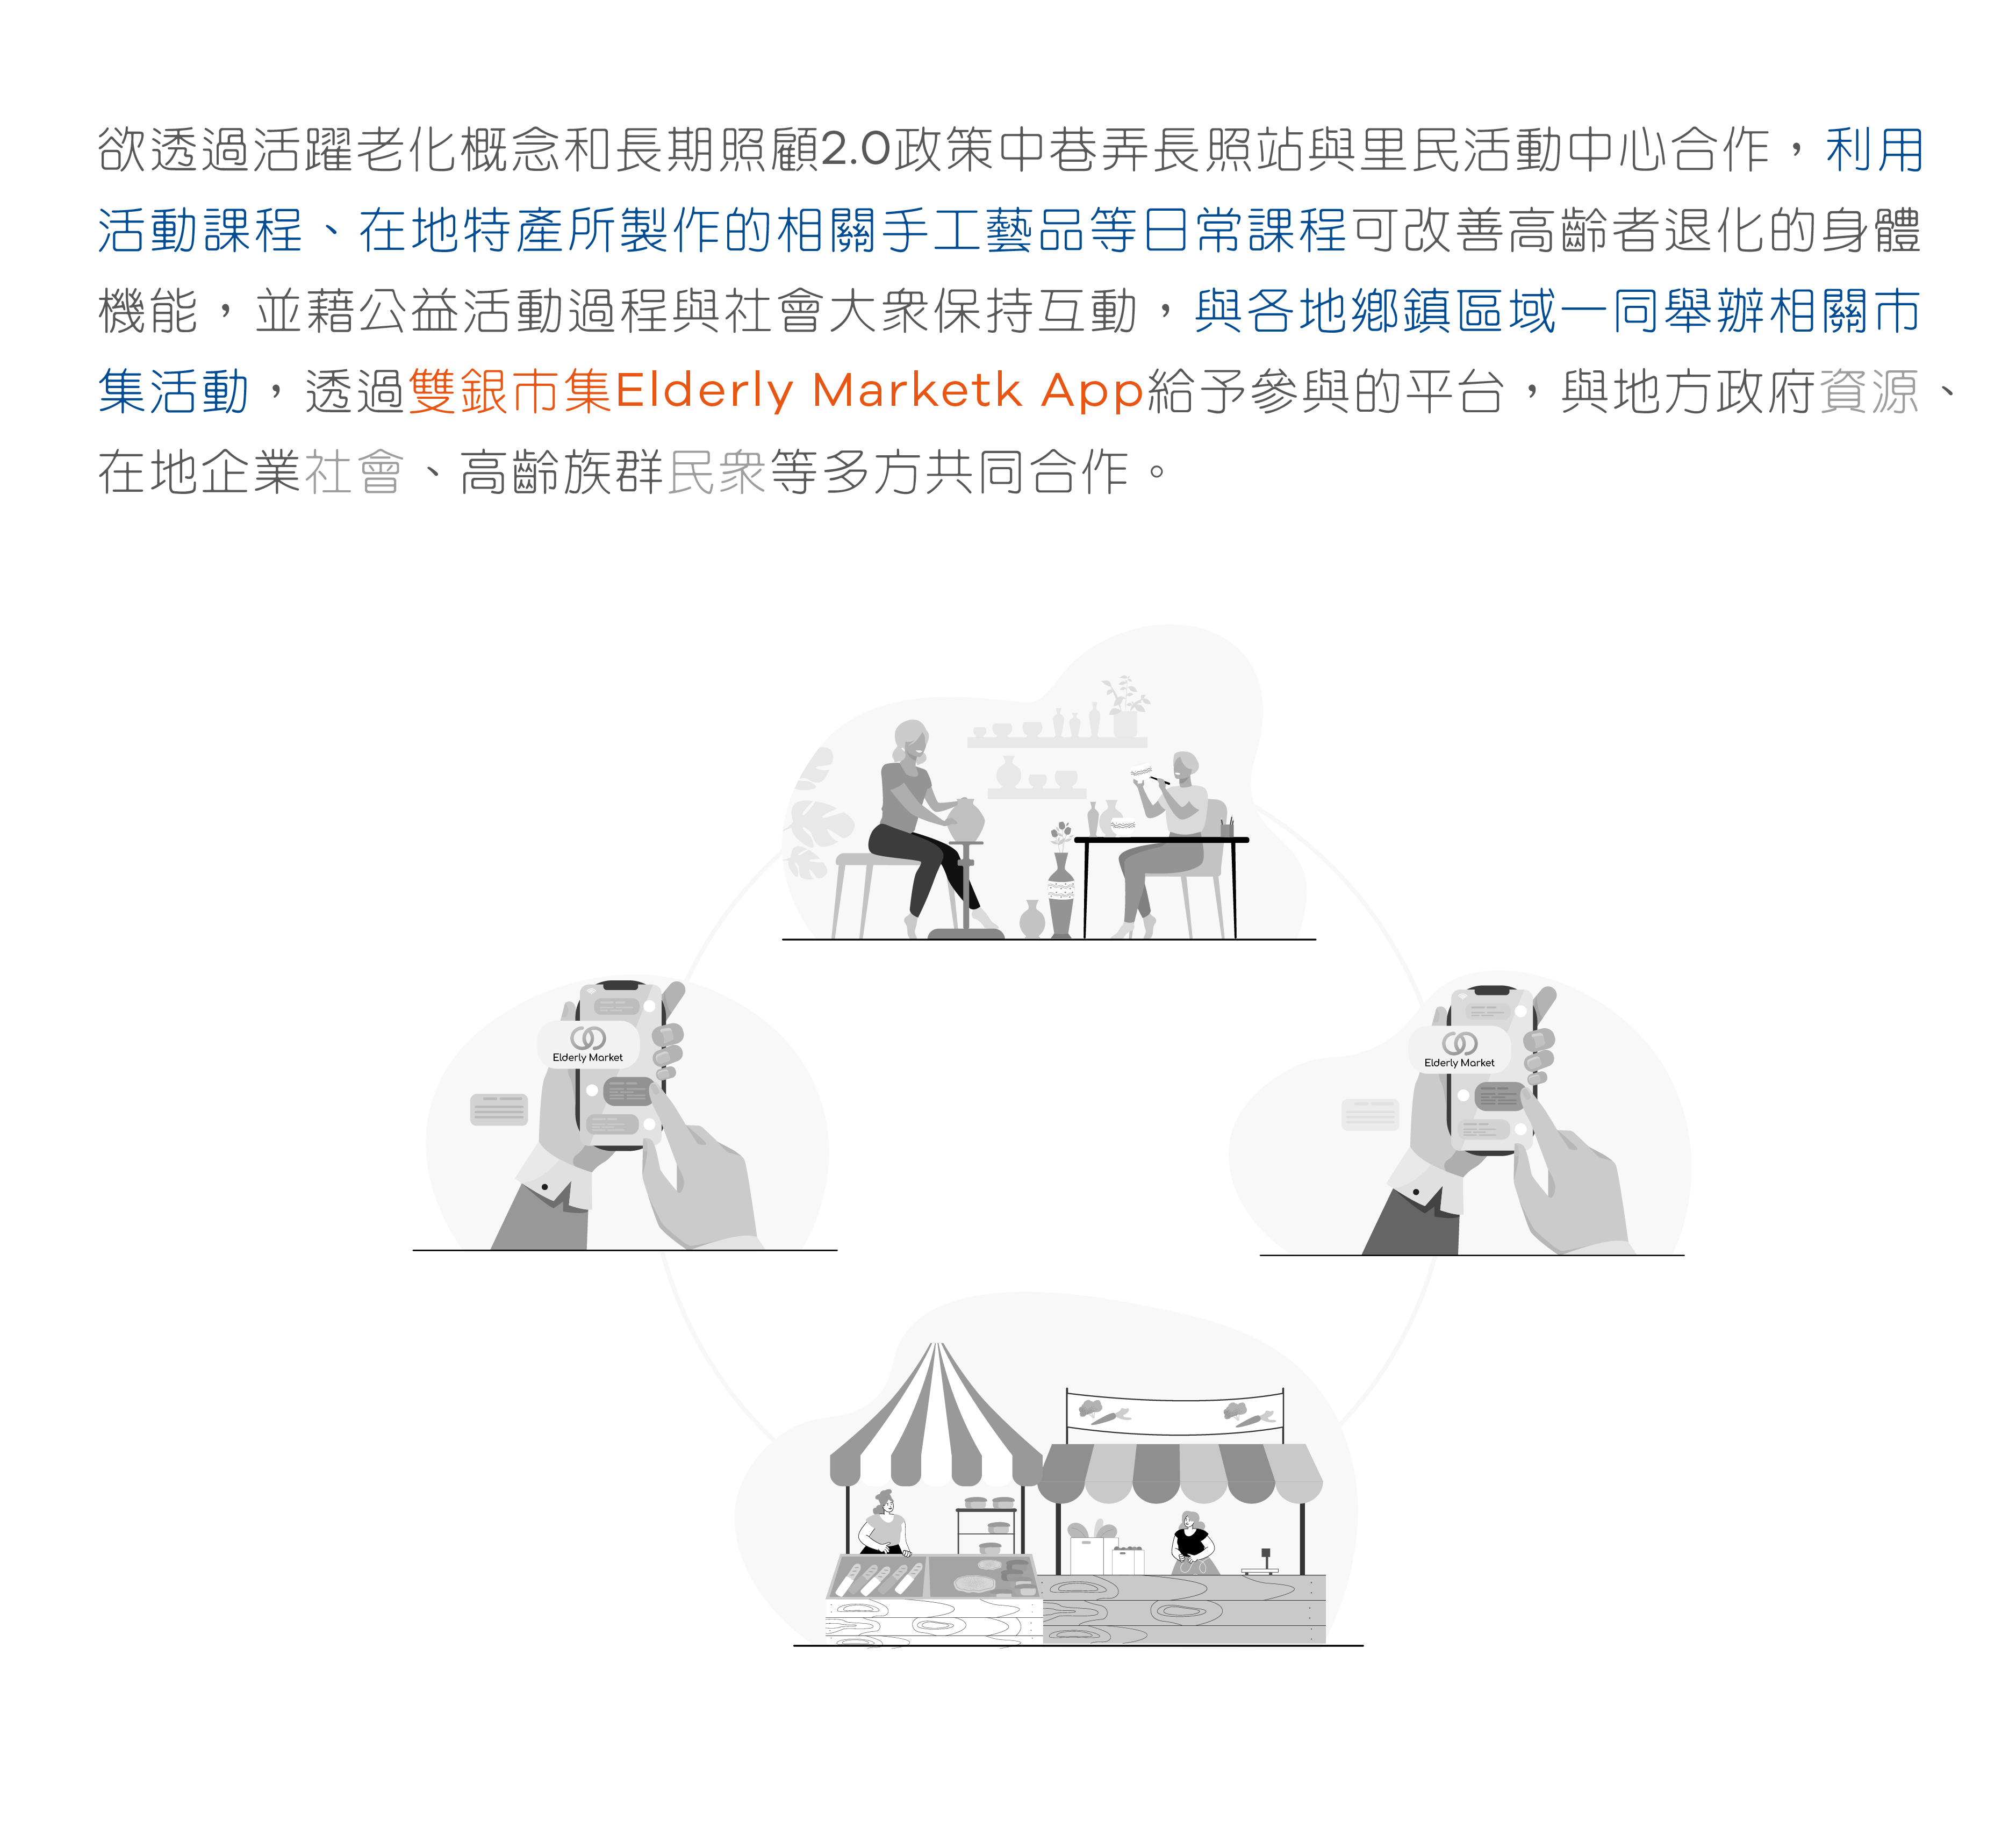 欲透過活躍老化概念和長期照顧2.0政策中巷弄長照站與里民活動中心合作，利用
活動課程、在地特產所製作的相關手工藝品等日常課程可改善高齡者退化的身體
機能，並藉公益活動過程與社會大眾保持互動，與各地鄉鎮區域一同舉辦相關市
集活動，透過雙銀市集Elderly Marketk App給予參與的平台，與地方政府資源、
在地企業社會、高齡族群民眾等多方共同合作。
Elderly Market
Elderly Market